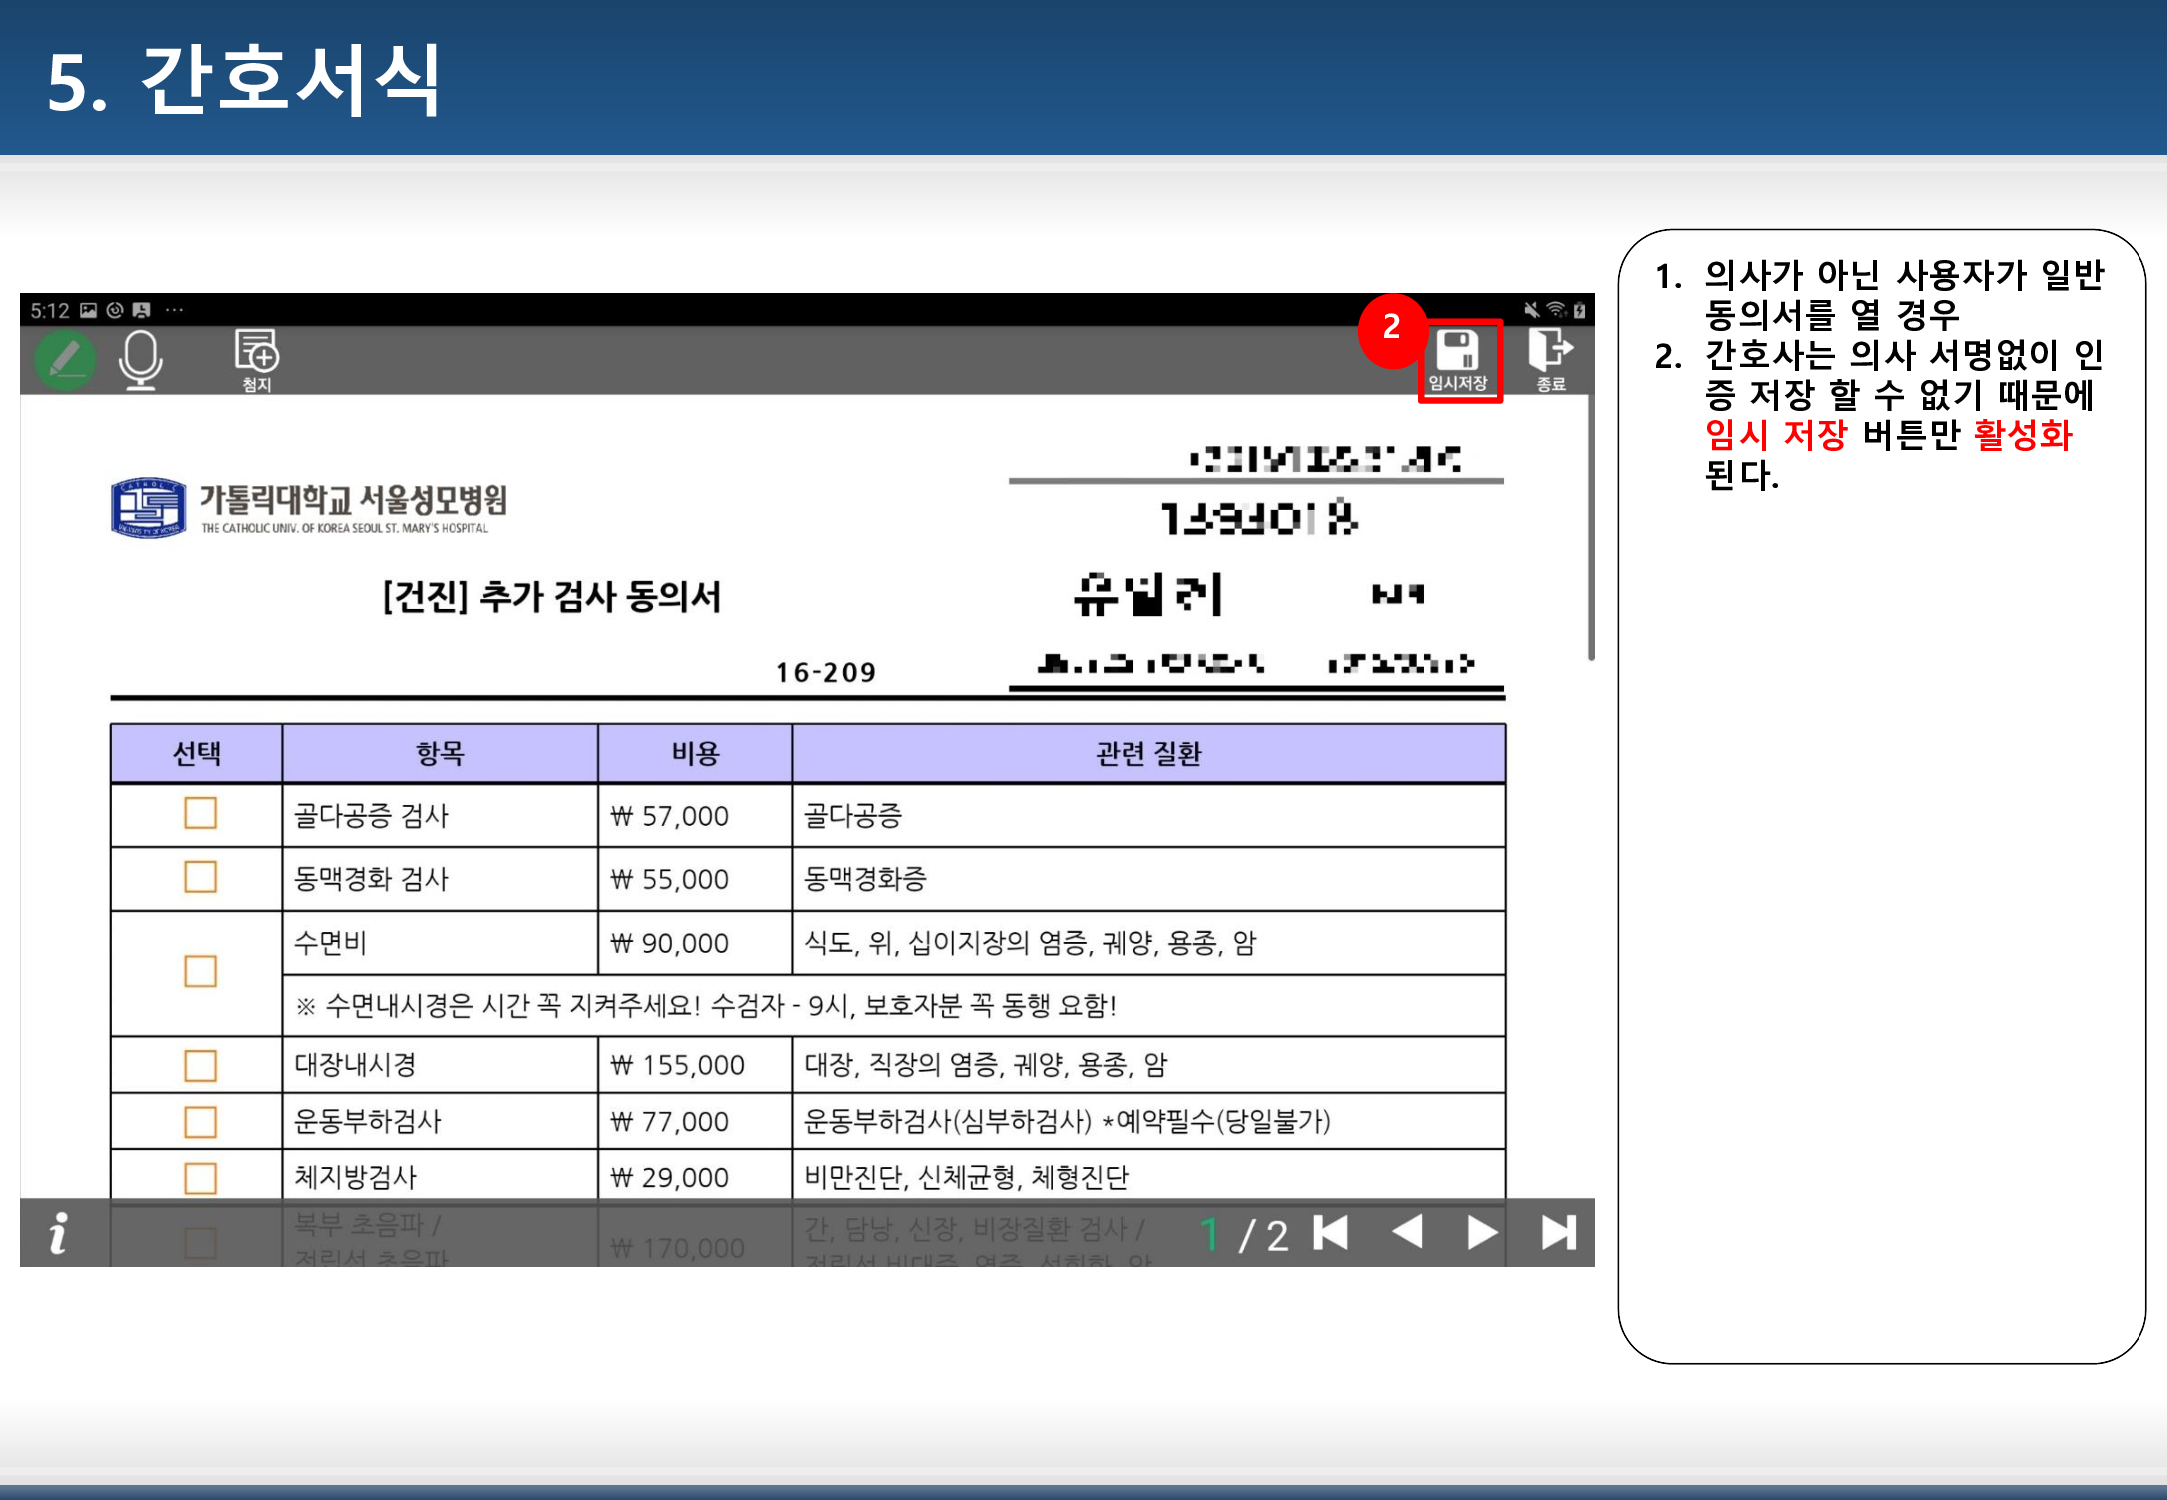 5. 간호서식
5:12
2
첨지
임시저장
종료
가톨릭대학교 서울성모병원
THE CATHOLIC UNIV. OF KOREA SEOUL ST. MARY'S HOSPITAL
[건진] 추가 검사 동의서
16-209
선택 항목 비용 관련 질환
골다공증 검사 ₩ 57,000 골다공증
동맥경화 검사 ₩ 55,000 동맥경화증
수면비 ₩ 90,000 식도, 위, 십이지장의 염증, 궤양, 용종, 암
※ 수면내시경은 시간 꼭 지켜주세요! 수검자 - 9시, 보호자분 꼭 동행 요함!
대장내시경 ₩ 155,000 대장, 직장의 염증, 궤양, 용종, 암
운동부하검사 ₩ 77,000 운동부하검사(심부하검사) *예약필수(당일불가)
체지방검사 ₩ 29,000 비만진단, 신체균형, 체형진단
복부 초음파 / ₩ 170,000 간, 담낭, 신장, 비장질환 검사 /
i
1 / 2
1. 의사가 아닌 사용자가 일반
동의서를 열 경우
2. 간호사는 의사 서명없이 인
증 저장 할 수 없기 때문에
임시 저장 버튼만 활성화
된다.